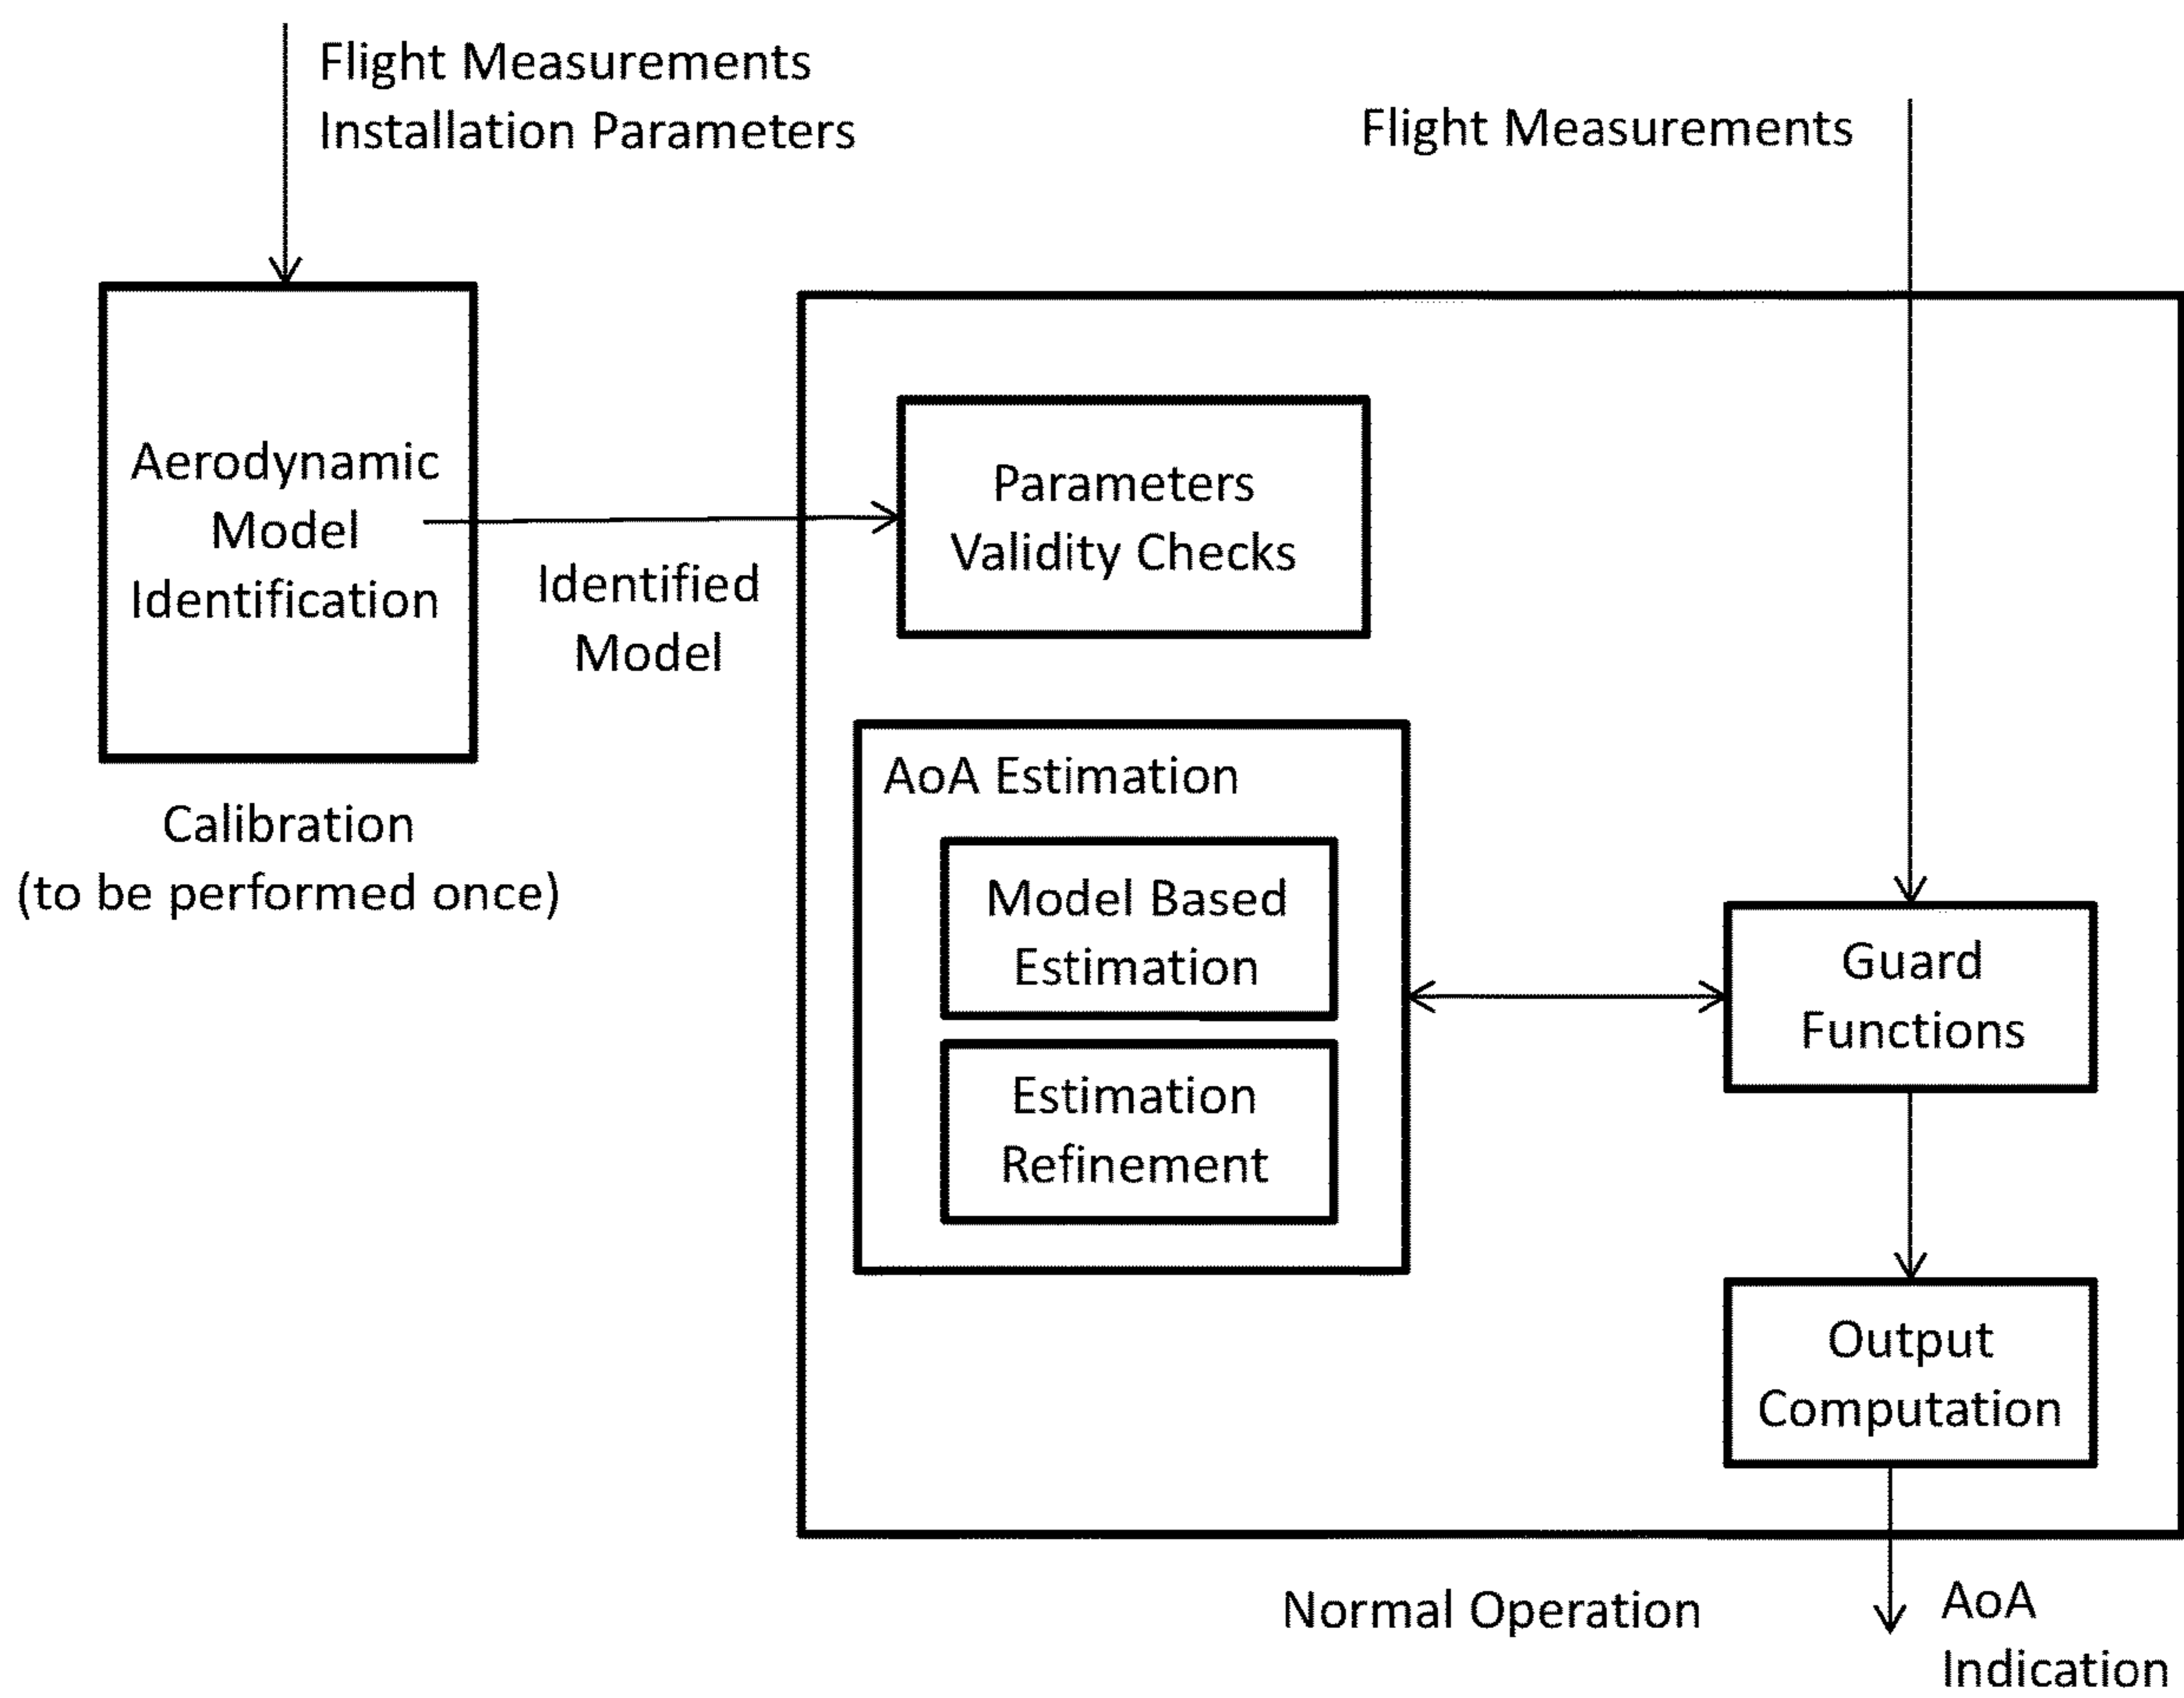 Flight Measurements
Installation Parameters
Flight Measurements
Aerodynamic
Model
Identification
Identified
Model
Calibration
(to be performed once)
Parameters
Validity Checks
AoA Estimation
Model Based
Estimation
Estimation
Refinement
Guard
Functions
Output
Computation
Normal Operation
AoA
Indication